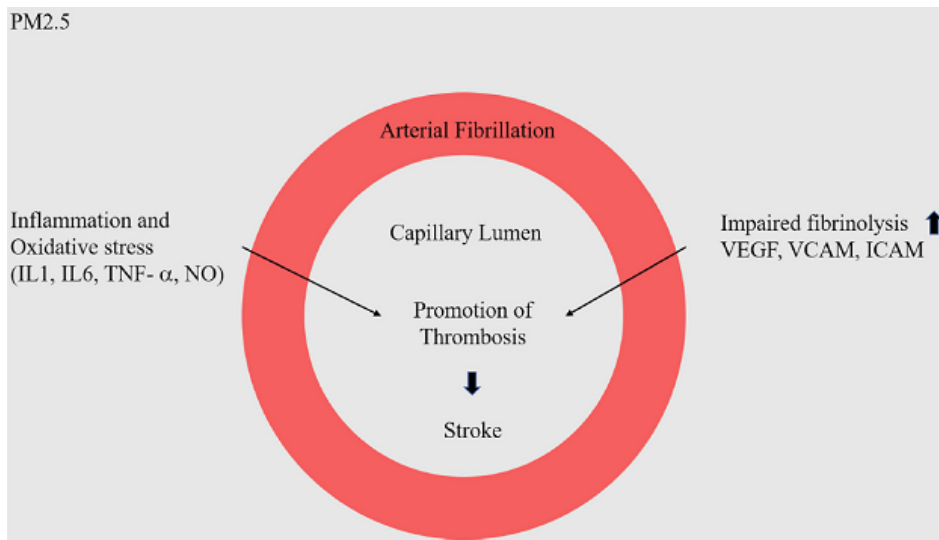 PM2.5
Arterial Fibrillation
Inflammation and
Oxidative stress
(IL1, IL6, TNF- α, NO)
Capillary Lumen
Impaired fibrinolysis
VEGF, VCAM, ICAM
Promotion of
Thrombosis
Stroke